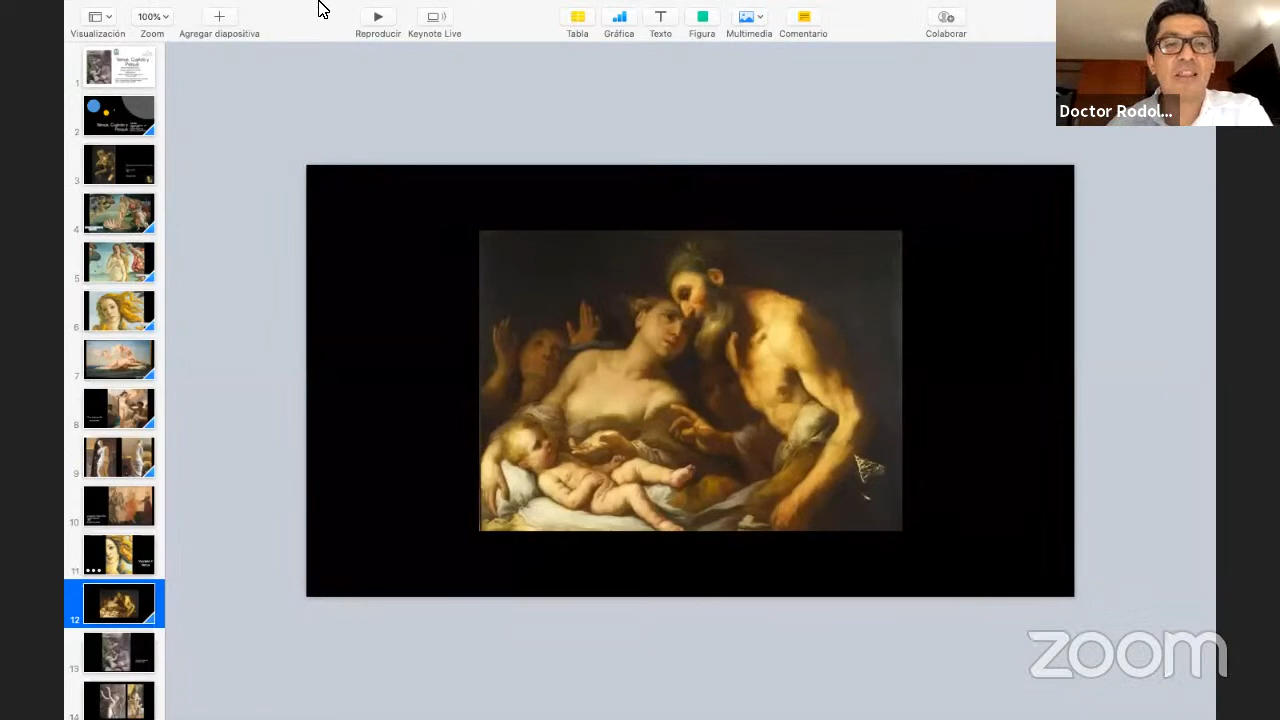 100%
Visualización
Zoom
Agregar diapositiva
Reproducir
Keynote Live
Tabla
Gráfica
Texto
Figura
Multimedia
Comentario
Colaborar
Doctor Rodol...
1
2
3
4
5
6
7
8
9
10
11
12
13
14
zoom